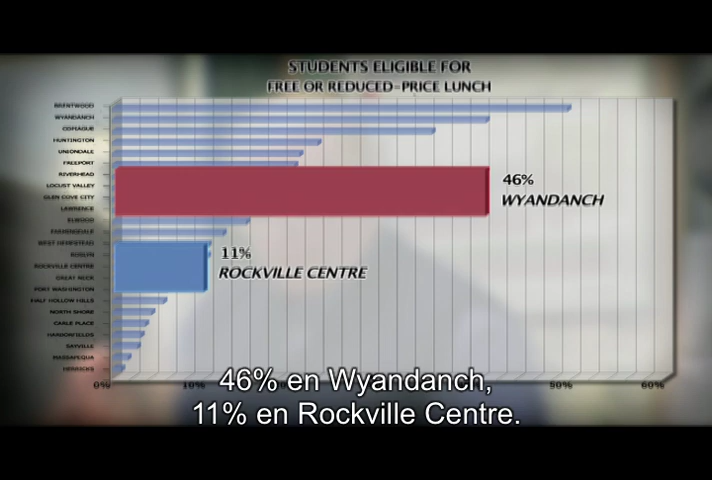 STUDENTS ELIGIBLE FOR
FREE OR REDUCED-PRICE LUNCH
BRENTWOOD
WYANDANCH
COPIAGUE
HUNTINGTON
UNIONDALE
FREEPORT
RIVERHEAD
LOCUST VALLEY
GLEN COVE CITY
LAWRENCE
ELWOOD
FARMINGDALE
WEST HEMPSTEAD
ROSLYN
ROCKVILLE CENTRE
GREAT NECK
PORT WASHINGTON
HALF HOLLOW HILLS
NORTH SHORE
CARLE PLACE
HARBORFIELDS
SAYVILLE
MASSAPEQUA
HERRICKS
46%
WYANDANCH
11%
ROCKVILLE CENTRE
0%
10%
50%
60%
46% en Wyandanch,
11% en Rockville Centre.